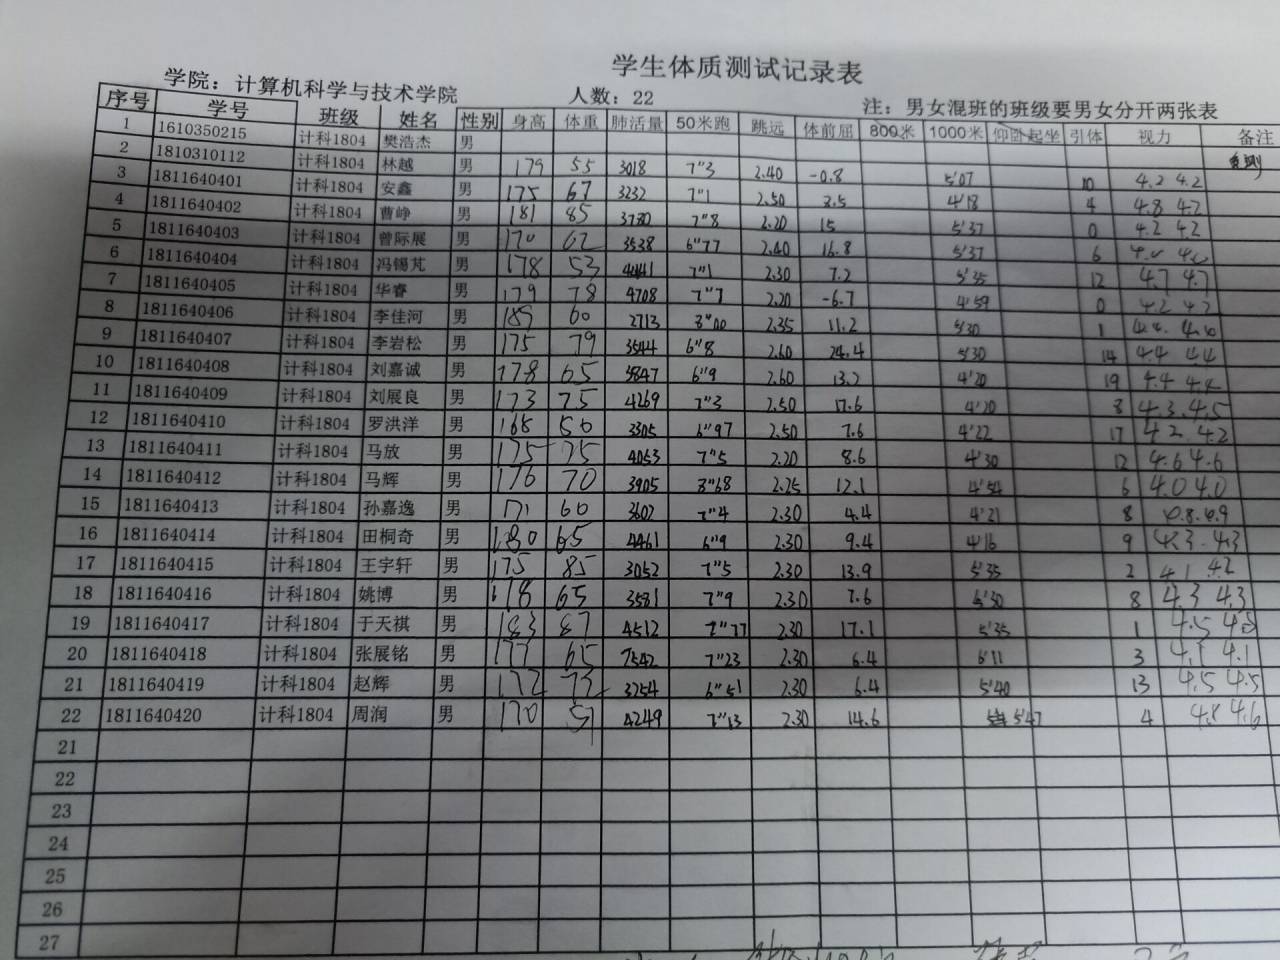 学生体质测试记录表
学院：计算机科学与技术学院 人数：22 注：男女混班的班级要男女分开两张表
序号 学号 班级 姓名 性别 身高 体重 肺活量 50米跑 跳远 体前屈 800米 1000米 仰卧起坐 引体 视力 备注
1 1610350215 计科1804 樊浩杰 男 免测
2 1810310112 计科1804 林越 男 179 55 3018 7"3 2.40 -0.8 5'07 10 4.2 4.2
3 1811640401 计科1804 安鑫 男 175 67 3232 7"1 2.50 3.5 4'18 4 4.8 4.2
4 1811640402 计科1804 曹峥 男 181 85 3730 7"8 2.20 15 5'37 0 4.2 4.2
5 1811640403 计科1804 曾际展 男 170 62 3538 6"77 2.40 16.8 5'37 6
6 1811640404 计科1804 冯锡芃 男 178 53 4441 7"1 2.30 7.2 5'35 12 4.7 4.7
7 1811640405 计科1804 华睿 男 179 78 4708 7"7 2.20 -6.7 4'59 0 4.2 4.2
8 1811640406 计科1804 李佳河 男 189 60 2713 8"00 2.35 11.2 5'30 1
9 1811640407 计科1804 李岩松 男 175 79 3544 6"8 2.60 24.4 5'30 14 4.4 4.4
10 1811640408 计科1804 刘嘉诚 男 178 65 3847 6"9 2.60 13.2 4'20 19 4.4 4.4
11 1811640409 计科1804 刘展良 男 173 75 4269 7"3 2.50 17.6 4'20 8 4.3 4.5
12 1811640410 计科1804 罗洪洋 男 168 50 3305 6"97 2.50 7.6 4'22 17 4.2 4.2
13 1811640411 计科1804 马放 男 175 75 4053 7"5 2.20 8.6 4'30 12 4.6 4.6
14 1811640412 计科1804 马辉 男 176 70 3905 8"68 2.25 12.1 4'54 6 4.0 4.0
15 1811640413 计科1804 孙嘉逸 男 171 60 3602 7"4 2.30 4.4 4'21 8 4.8 4.9
16 1811640414 计科1804 田桐奇 男 180 65 4461 6"9 2.30 9.4 4'16 9 4.3 4.3
17 1811640415 计科1804 王宇轩 男 175 85 3052 7"5 2.30 13.9 5'35 2 4.1 4.2
18 1811640416 计科1804 姚博 男 65 3581 7"9 2.30 7.6 5'30 8 4.3 4.3
19 1811640417 计科1804 于天祺 男 183 87 4512 7"77 2.30 17.1 5'35 1 4.5
20 1811640418 计科1804 张展铭 男 177 65 7542 7"23 2.30 6.4 6'11 3 4.1 4.1
21 1811640419 计科1804 赵辉 男 172 72 3254 6"51 2.30 6.4 5'40 13 4.5 4.5
22 1811640420 计科1804 周润 男 170 51 4249 7"13 2.30 14.6 5'47 4 4.8 4.6
21
22
23
24
25
26
27